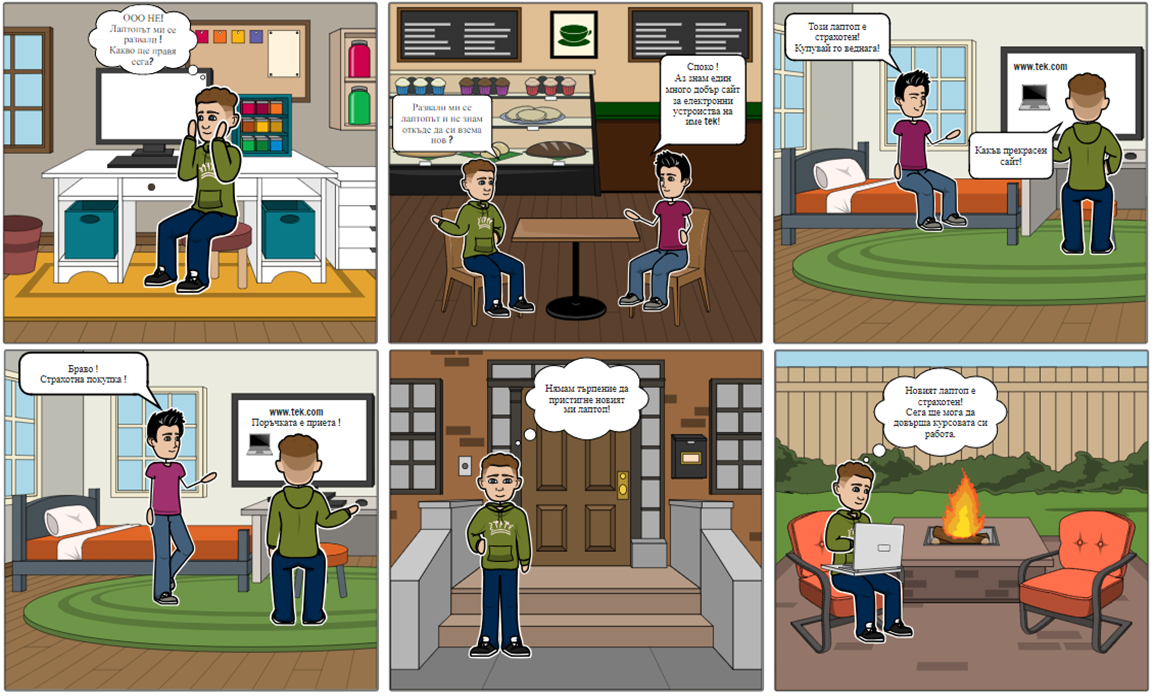 ООО НЕ!
Лаптопът ми се
развали !
Какво ще правя
сега?
Развали ми се
лаптопът и не знам
откъде да си взема
нов ?
Споко !
Аз знам един
много добър сайт
за електронни
устройства на
име tek!
Този лаптоп е
страхотен!
Купувай го веднага!
www.tek.com
Какъв прекрасен
сайт!
Браво !
Страхотна покупка !
www.tek.com
Поръчката е приета !
Нямам търпение да
пристигне новият
ми лаптоп!
Новият лаптоп е
страхотен!
Сега ще мога да
довърша курсовата си
работа.